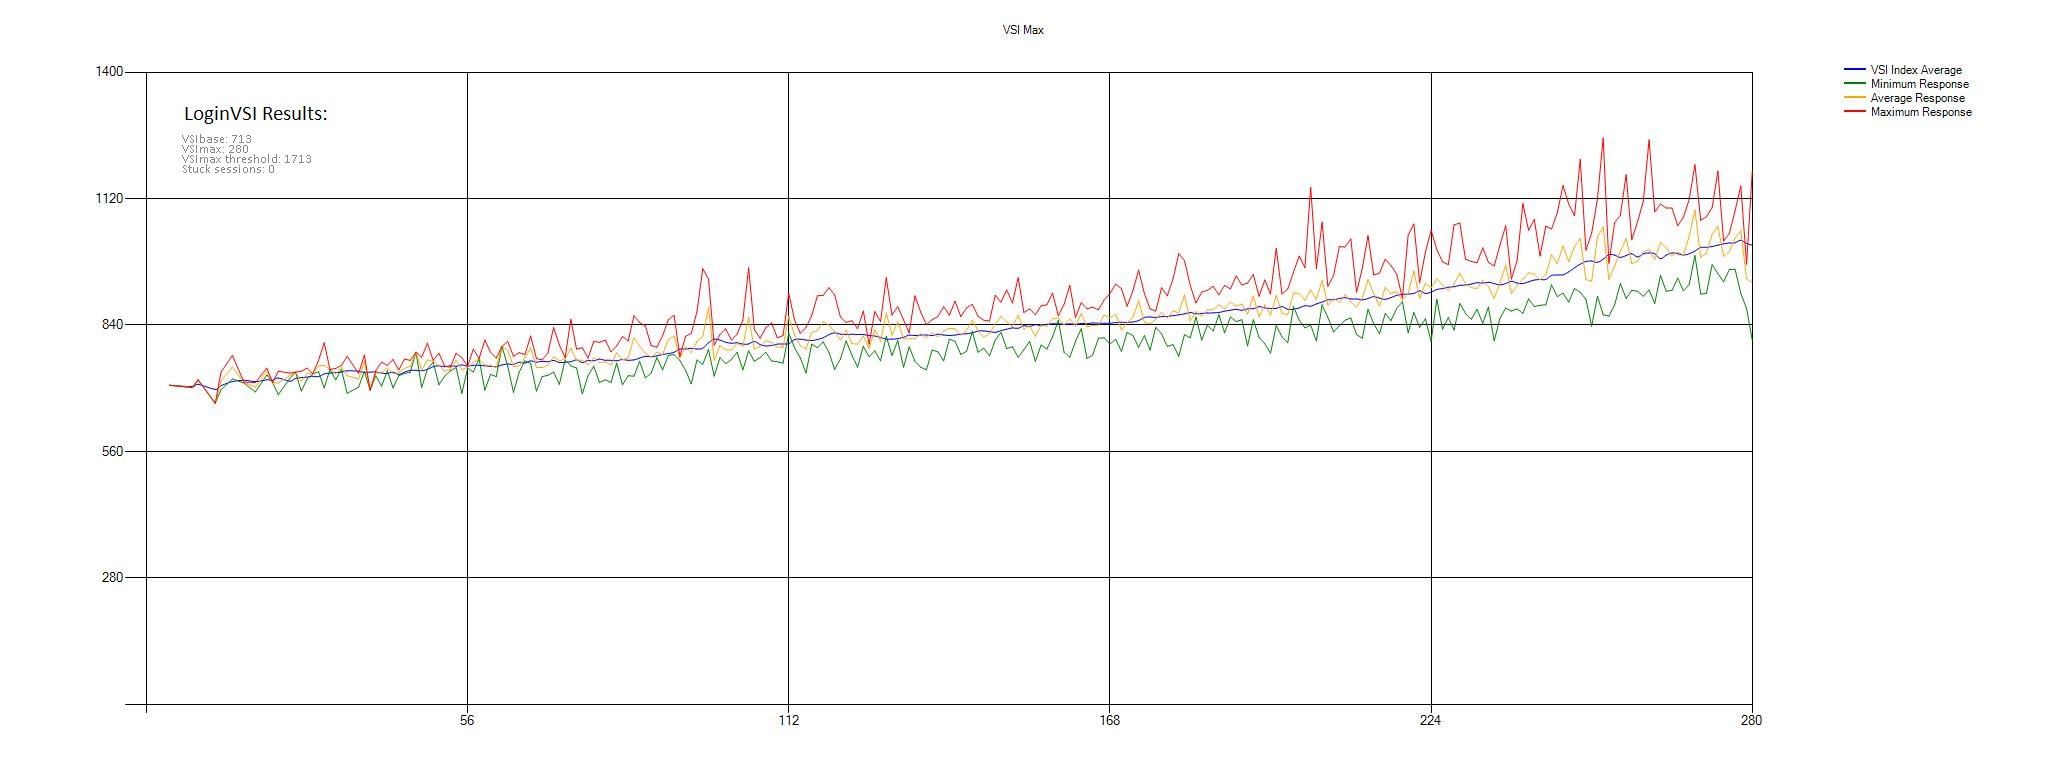 VSI Max
1400
1120
840
560
280
LoginVSI Results:
VSIbase: 713
VSImax: 280
VSImax threshold: 1713
Stuck sessions: 0
VSI Index Average
Minimum Response
Average Response
Maximum Response
56
112
168
224
280